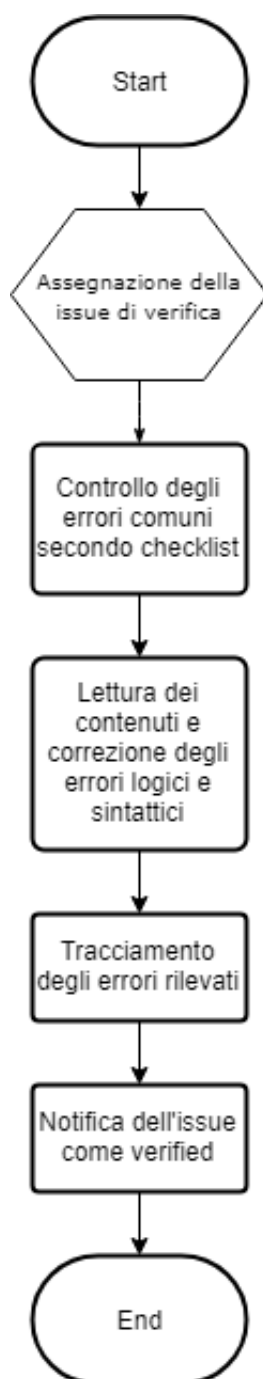 Start
Assegnazione della
issue di verifica
Controllo degli
errori comuni
secondo checklist
Lettura dei
contenuti e
correzione degli
errori logici e
sintattici
Tracciamento
degli errori rilevati
Notifica dell'issue
come verified
End